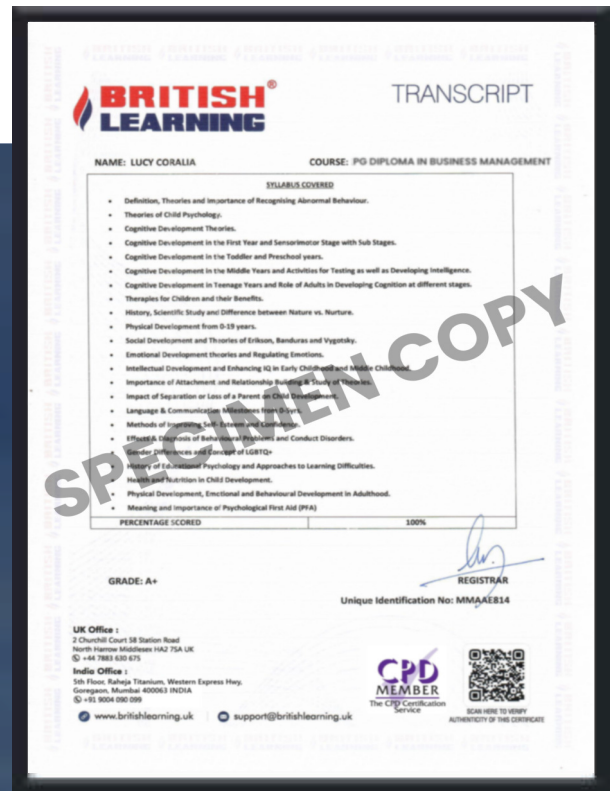 BRITISH®
LEARNING
TRANSCRIPT
NAME: LUCY CORALIA
COURSE: PG DIPLOMA IN BUSINESS MANAGEMENT
SYLLABUS COVERED
• Definition, Theories and Importance of Recognising Abnormal Behaviour.
• Theories of Child Psychology.
• Cognitive Development Theories.
• Cognitive Development in the First Year and Sensorimotor Stage with Sub Stages.
• Cognitive Development in the Toddler and Preschool years.
• Cognitive Development in the Middle Years and Activities for Testing as well as Developing Intelligence.
• Cognitive Development in Teenage Years and Role of Adults in Developing Cognition at different stages.
• Therapies for Children and their Benefits.
• History, Scientific Study and Difference between Nature vs. Nurture.
• Physical Development from 0-19 years.
• Social Development and Theories of Erikson, Banduras and Vygotsky.
• Emotional Development theories and Regulating Emotions.
• Intellectual Development and Enhancing IQ in Early Childhood and Middle Childhood.
• Importance of Attachment and Relationship Building & Study of Theories.
• Impact of Separation or Loss of a Parent on Child Development.
• Language & Communication Milestones from 0-5yrs.
• Methods of Improving Self- Esteem and Confidence.
• Effects & Diagnosis of Behavioural Problems and Conduct Disorders.
• Gender Differences and Concept of LGBTQ+
• History of Educational Psychology and Approaches to Learning Difficulties.
• Health and Nutrition in Child Development.
• Physical Development, Emotional and Behavioural Development in Adulthood.
• Meaning and Importance of Psychological First Aid (PFA)
PERCENTAGE SCORED 100%
SPECIMEN COPY
GRADE: A+
REGISTRAR
Unique Identification No: MMAAE814
UK Office :
2 Churchill Court 58 Station Road
North Harrow Middlesex HA2 7SA UK
+44 7883 630 675
India Office :
5th Floor, Raheja Titanium, Western Express Hwy,
Goregaon, Mumbai 400063 INDIA
+91 9004 090 099
www.britishlearning.uk | support@britishlearning.uk
CPD
MEMBER
The CPD Certification
Service
SCAN HERE TO VERIFY
AUTHENTICITY OF THIS CERTIFICATE